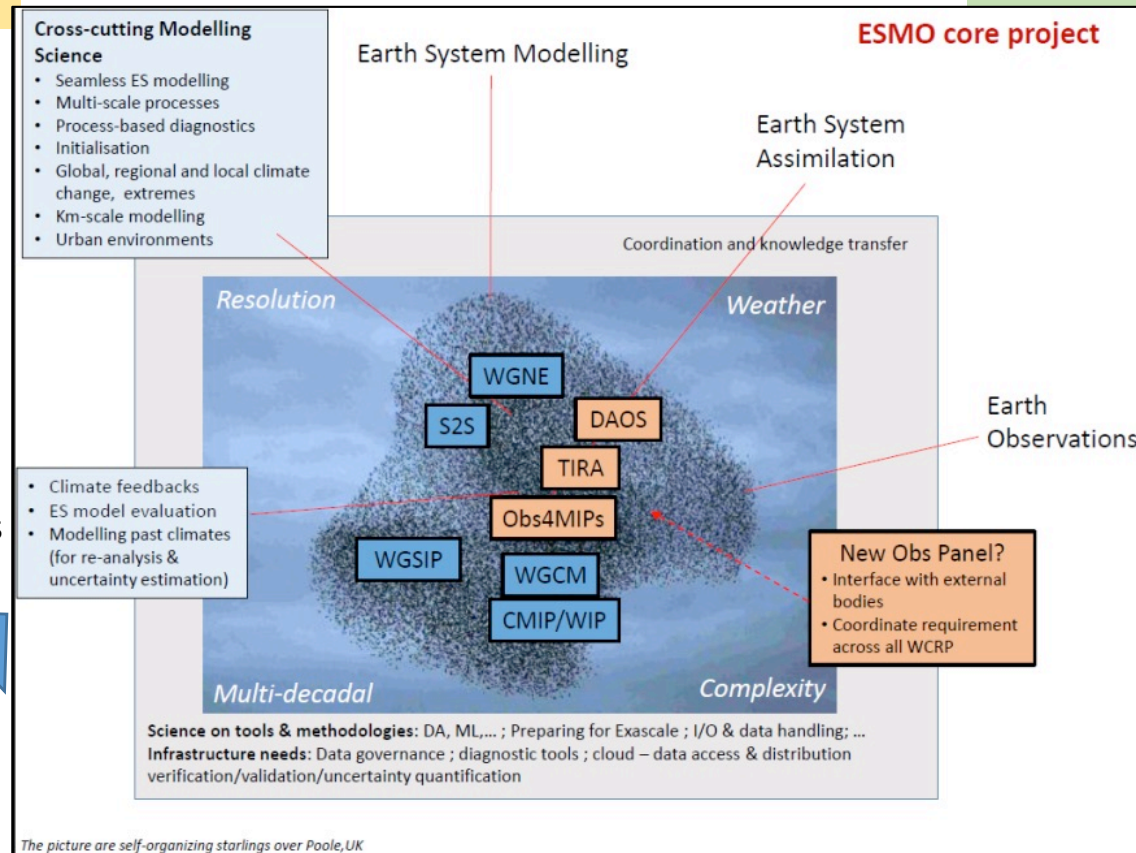 Cross-cutting Modelling
Science
• Seamless ES modelling
• Multi-scale processes
• Process-based diagnostics
• Initialisation
• Global, regional and local climate
change, extremes
• Km-scale modelling
• Urban environments
Earth System Modelling
ESMO core project
Earth System
Assimilation
Coordination and knowledge transfer
Resolution
Weather
WGNE
S2S
DAOS
TIRA
Obs4MIPs
WGSIP
WGCM
CMIP/WIP
Earth
Observations
• Climate feedbacks
• ES model evaluation
• Modelling past climates
(for re-analysis &
uncertainty estimation)
s
New Obs Panel?
• Interface with external
bodies
• Coordinate requirement
across all WCRP
Multi-decadal
Complexity
Science on tools & methodologies: DA, ML,... ; Preparing for Exascale ; I/O & data handling; ...
Infrastructure needs: Data governance ; diagnostic tools ; cloud – data access & distribution
verification/validation/uncertainty quantification
The picture are self-organizing starlings over Poole,UK